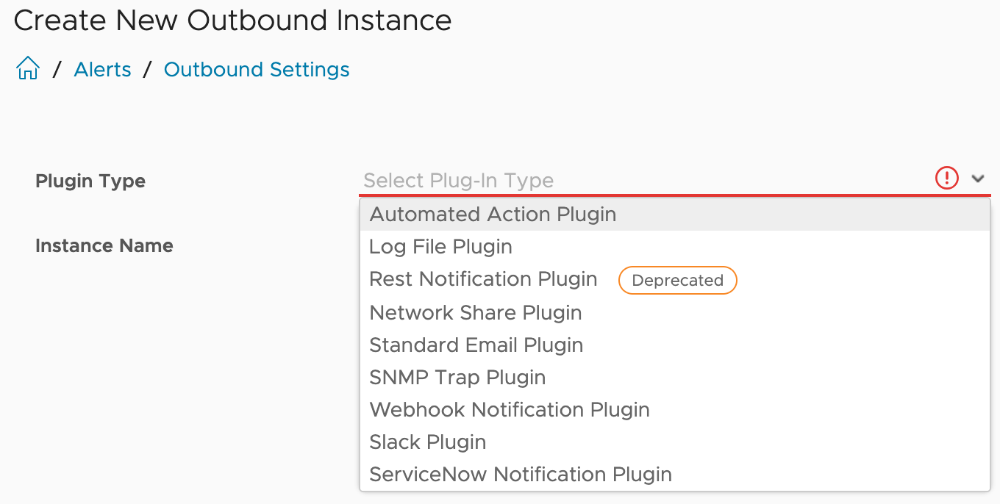 Create New Outbound Instance
/ Alerts / Outbound Settings
Plugin Type Select Plug-In Type
Automated Action Plugin
Instance Name Log File Plugin
Rest Notification Plugin Deprecated
Network Share Plugin
Standard Email Plugin
SNMP Trap Plugin
Webhook Notification Plugin
Slack Plugin
ServiceNow Notification Plugin